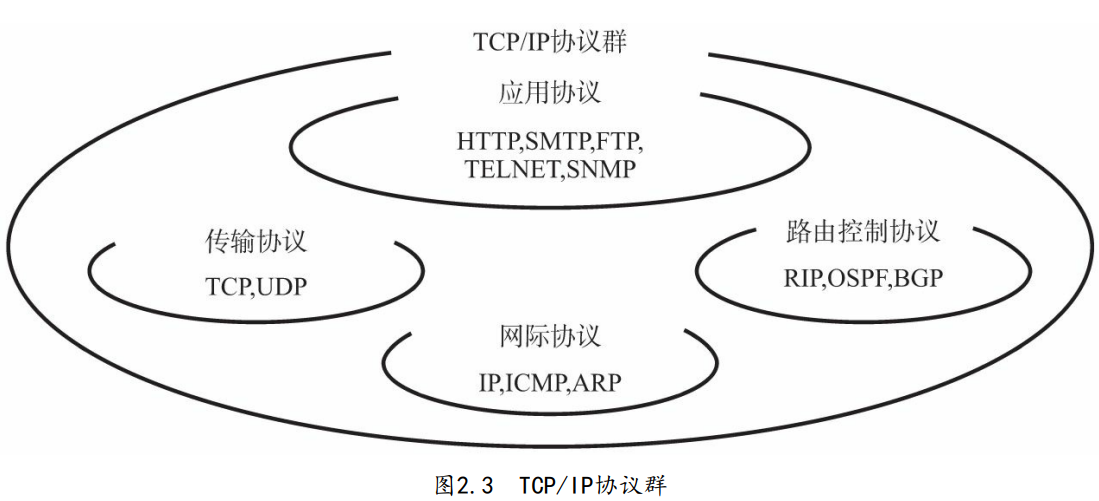 TCP/IP协议群
应用协议
HTTP,SMTP,FTP,
TELNET,SNMP
传输协议
TCP,UDP
路由控制协议
RIP,OSPF,BGP
网际协议
IP,ICMP,ARP
图2.3 TCP/IP协议群